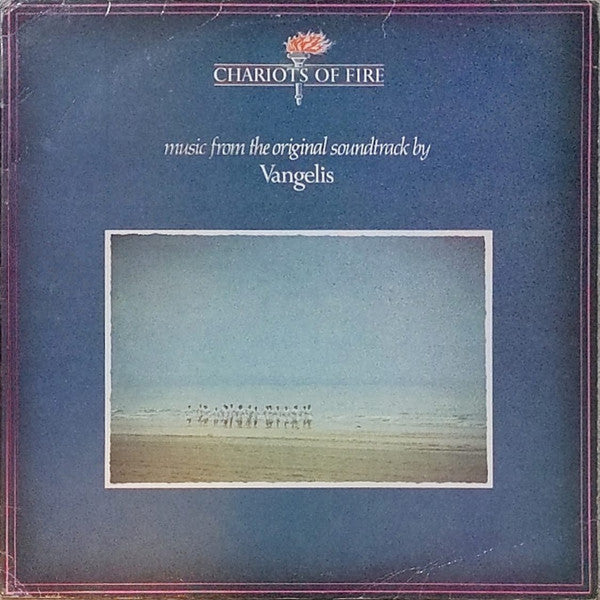 CHARIOTS OF FIRE
music from the original soundtrack by
Vangelis